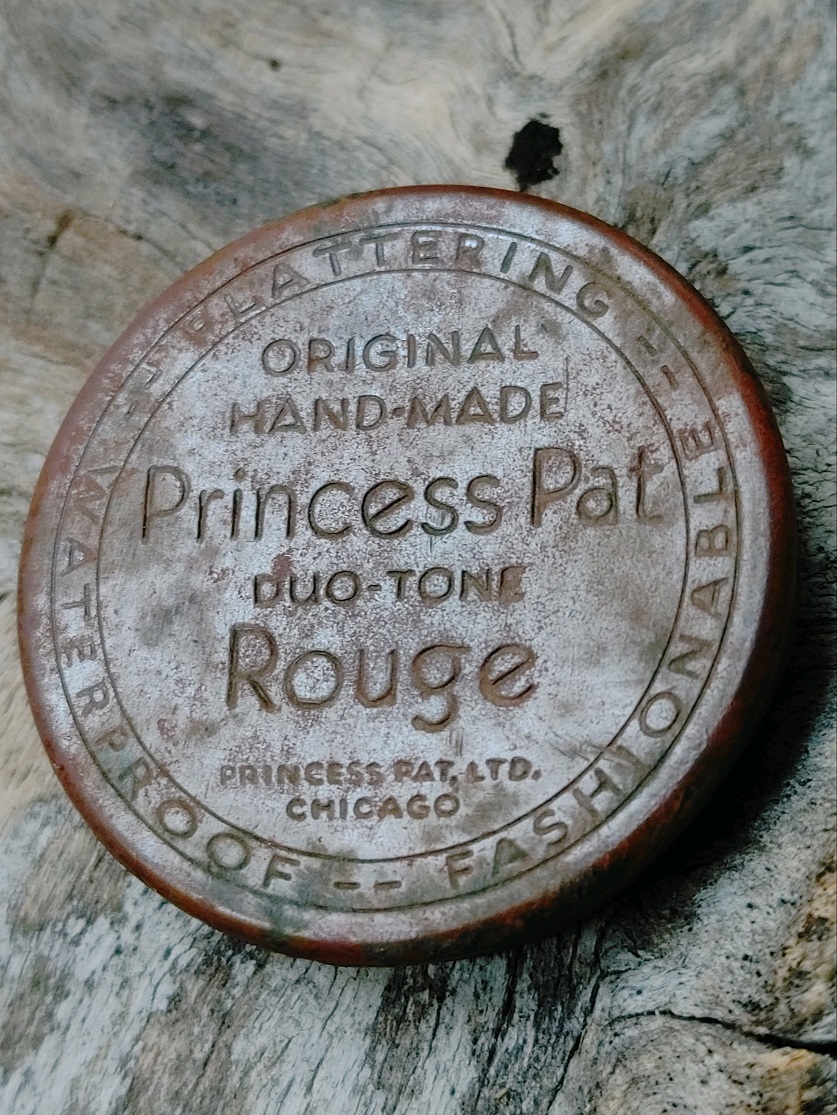 FLATTERING -- FASHIONABLE -- WATERPROOF --
ORIGINAL
HAND-MADE
Princess Pat
DUO-TONE
Rouge
PRINCESS PAT, LTD.
CHICAGO